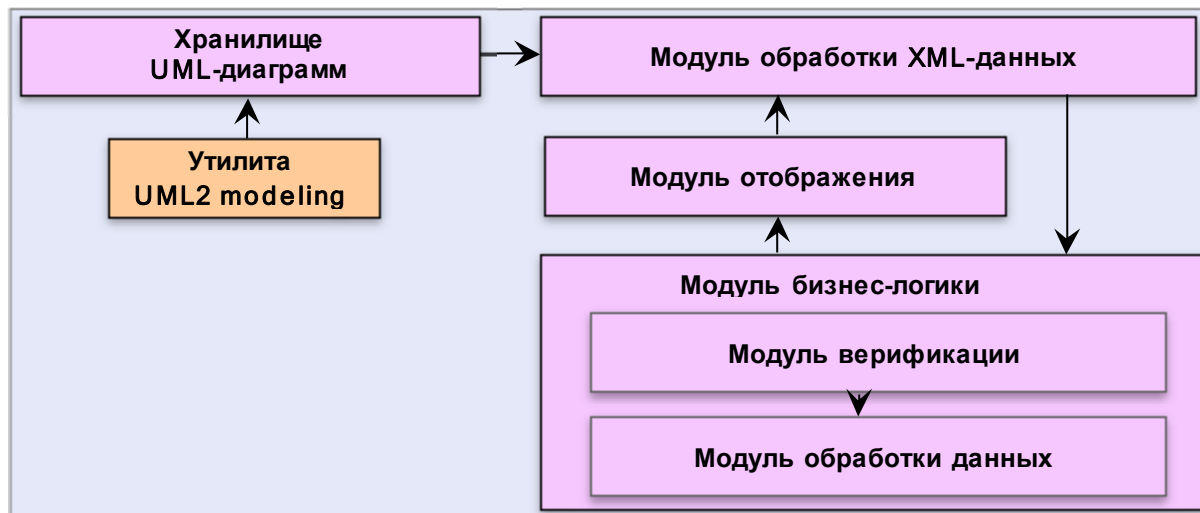 Хранилище
UML-диаграмм
Модуль обработки XML-данных
Утилита
UML2 modeling
Модуль отображения
Модуль бизнес-логики
Модуль верификации
Модуль обработки данных